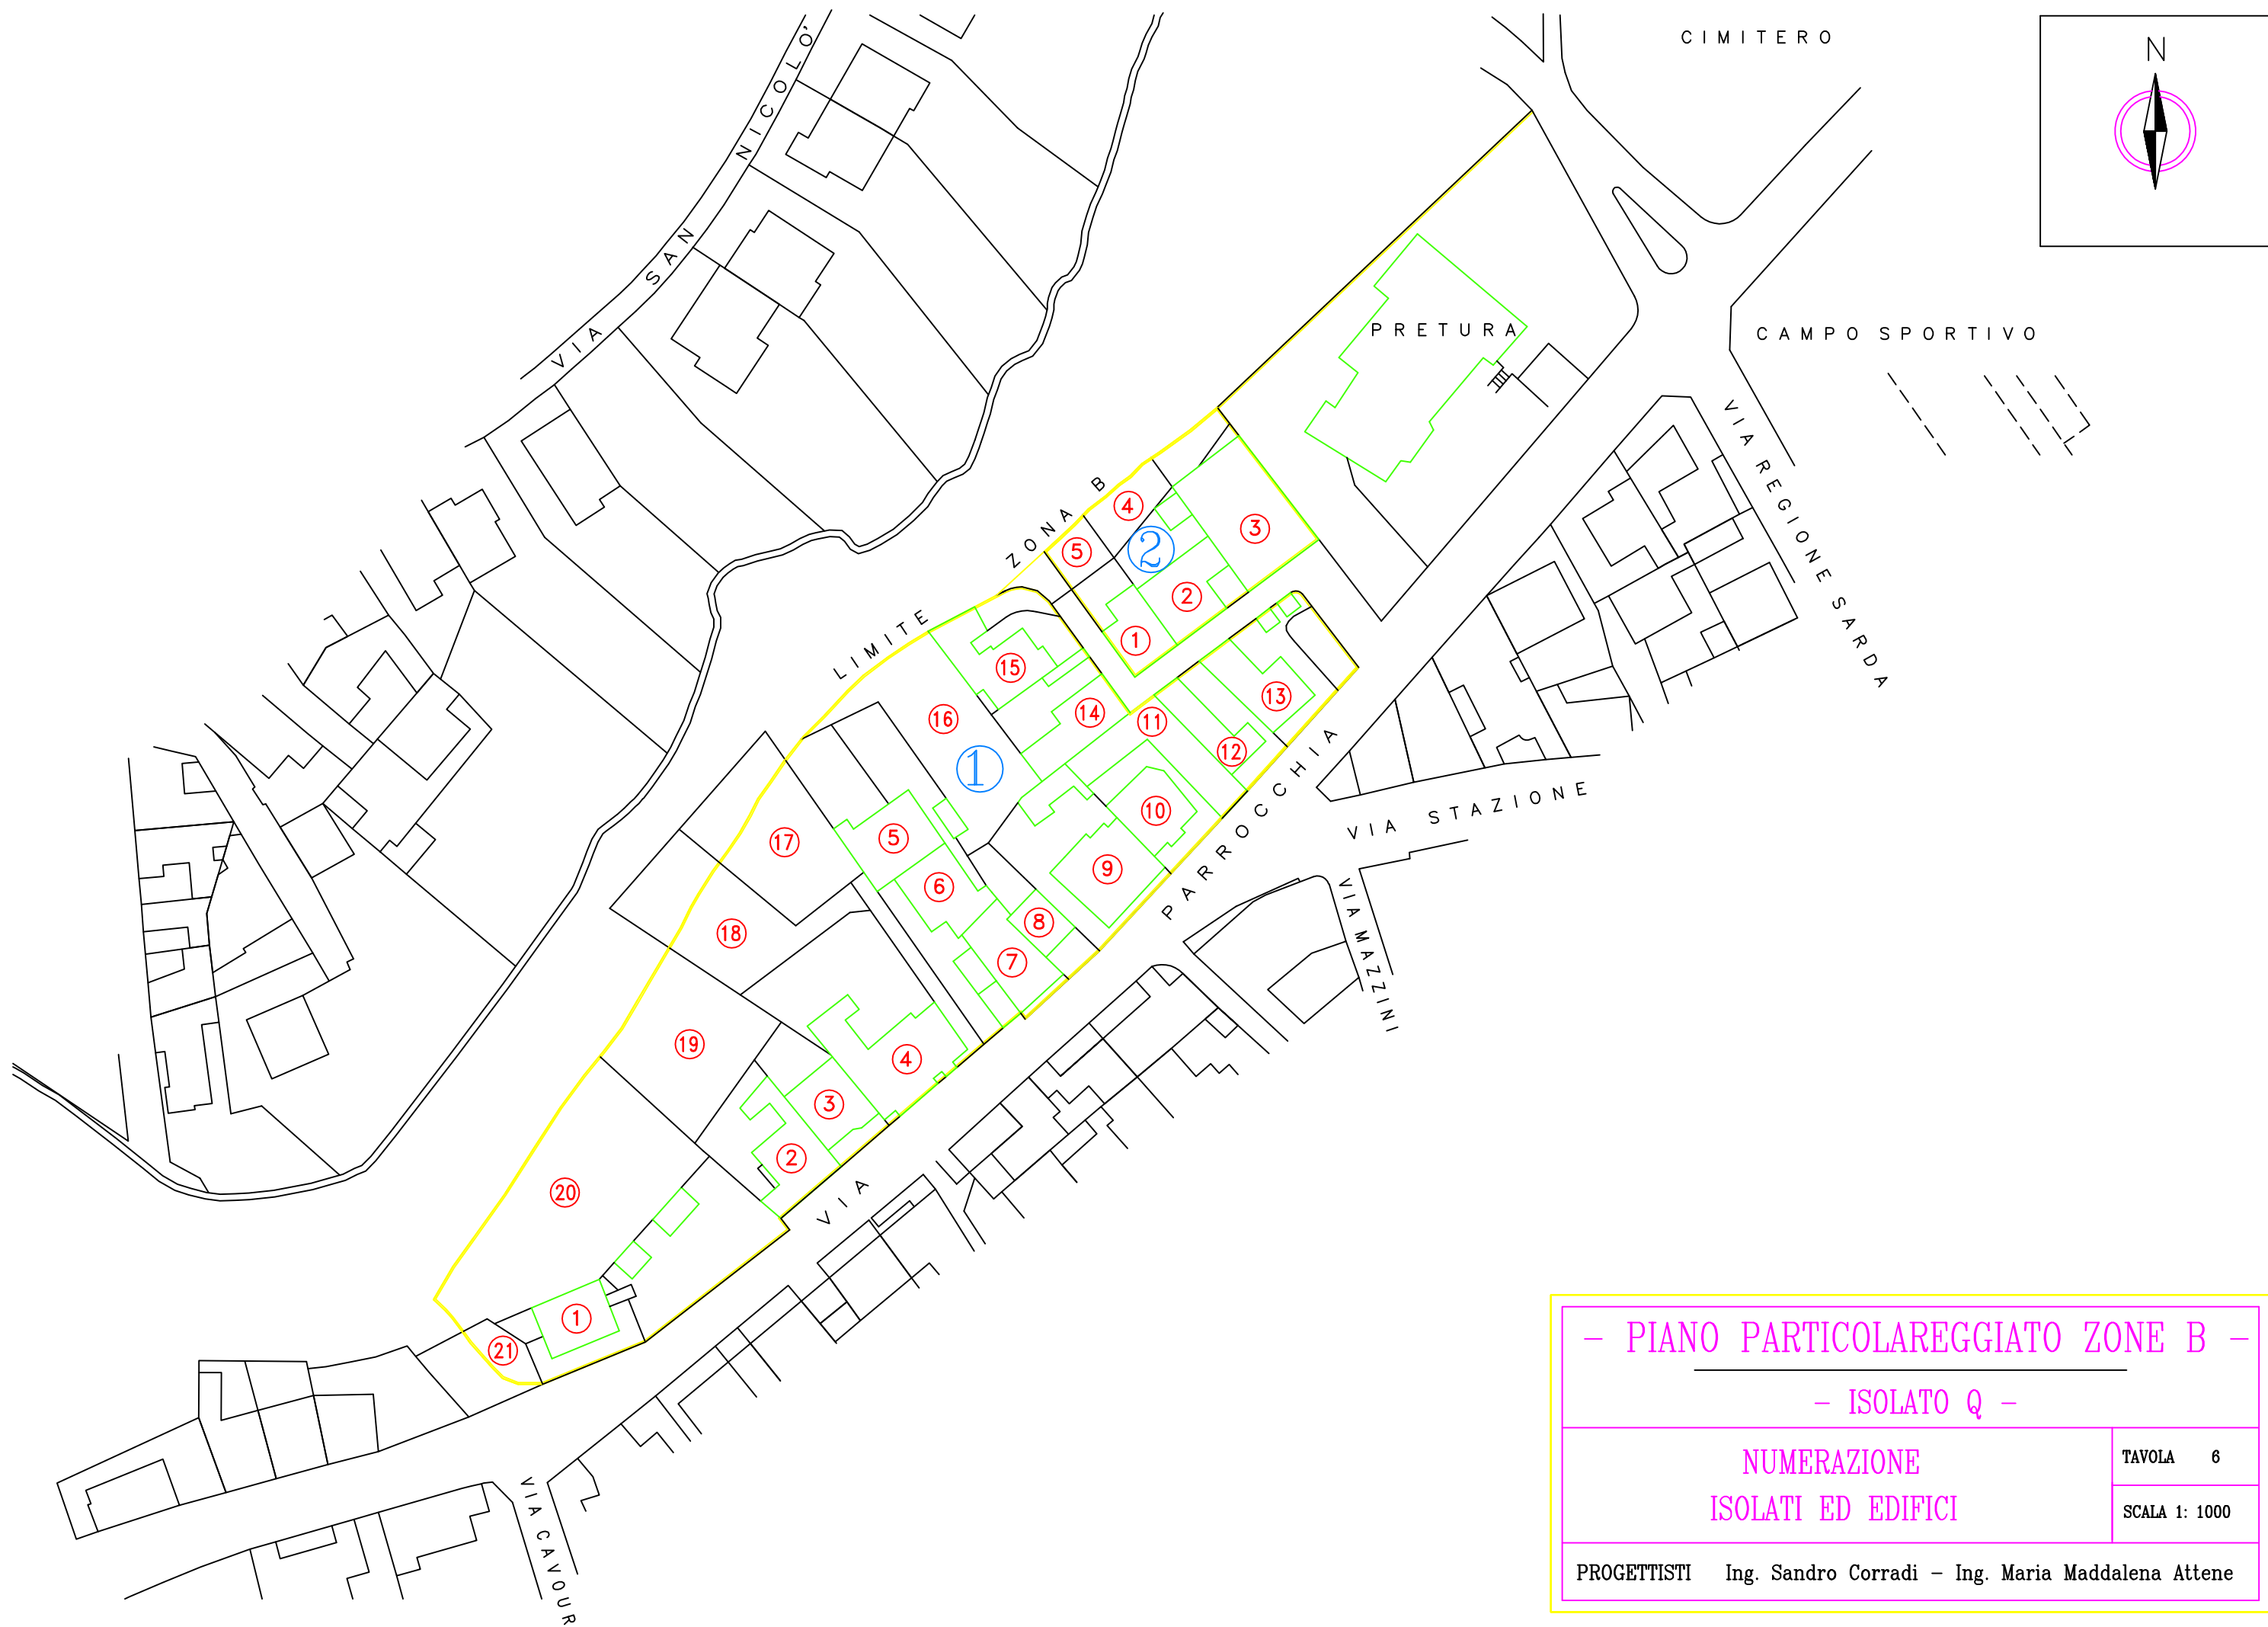 CIMITERO
N
VIA SAN NICOLO'
PRETURA
CAMPO SPORTIVO
VIA REGIONE SARDA
LIMITE ZONA B
4
3
5
2
2
1
15
14
16
1
13
11
12
10
9
5
6
8
7
17
18
19
4
3
2
20
1
21
VIA PARROCCHIA
VIA STAZIONE
VIA MAZZINI
VIA CAVOUR
– PIANO PARTICOLAREGGIATO ZONE B –
– ISOLATO Q –
NUMERAZIONE
ISOLATI ED EDIFICI
TAVOLA 6
SCALA 1: 1000
PROGETTISTI Ing. Sandro Corradi – Ing. Maria Maddalena Attene